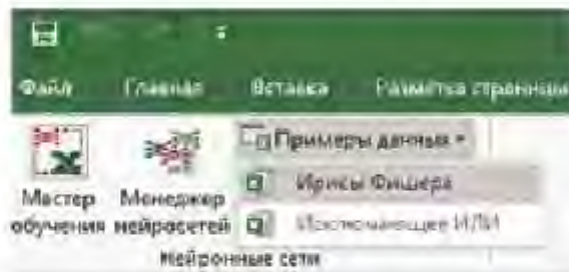 Файл Главная Вставка Разметка страницы
Примеры данных
Мастер обучения
Менеджер нейросетей
Ирисы Фишера
Исключающее ИЛИ
Нейронные сети